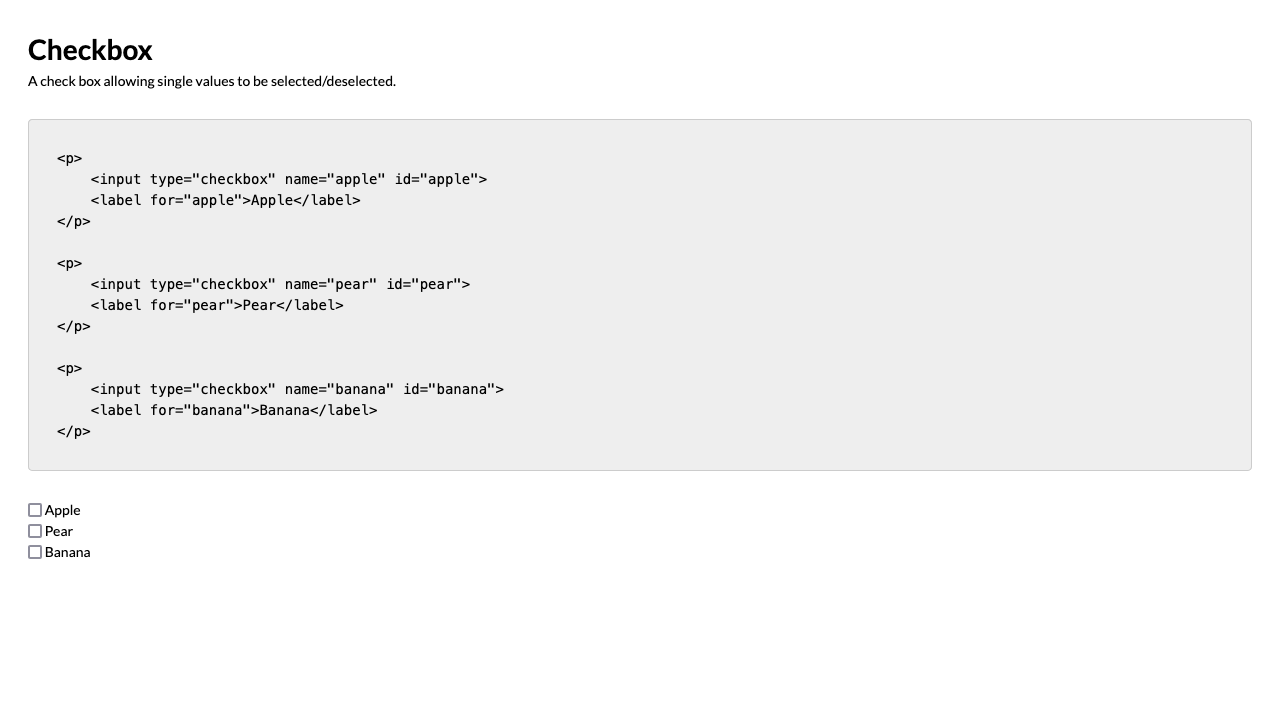 Checkbox
A check box allowing single values to be selected/deselected.
<p>
    <input type="checkbox" name="apple" id="apple">
    <label for="apple">Apple</label>
</p>
<p>
    <input type="checkbox" name="pear" id="pear">
    <label for="pear">Pear</label>
</p>
<p>
    <input type="checkbox" name="banana" id="banana">
    <label for="banana">Banana</label>
</p>
Apple
Pear
Banana